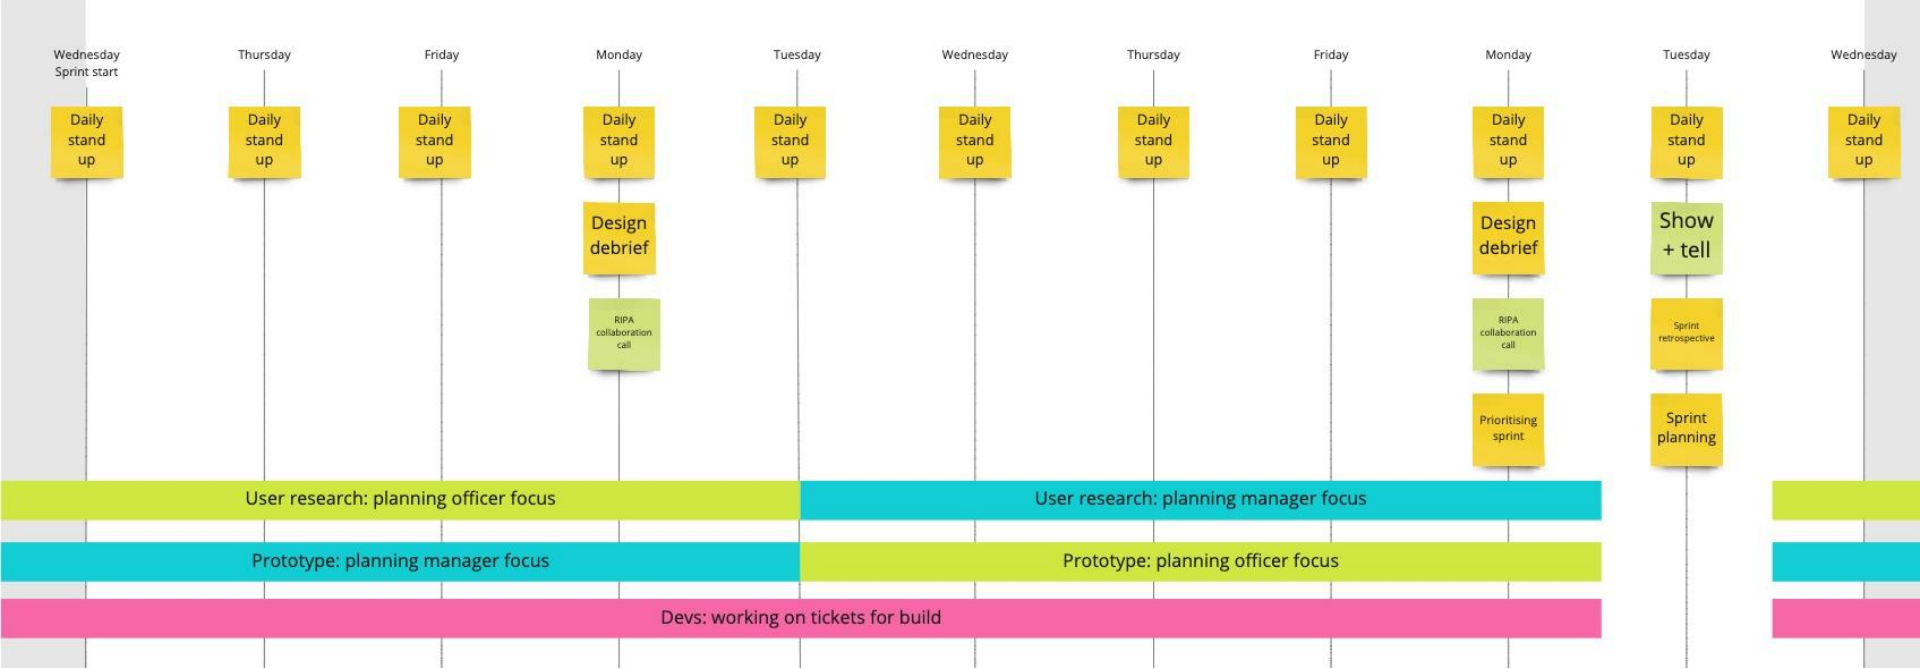 Wednesday
Sprint start
Thursday
Friday
Monday
Tuesday
Wednesday
Thursday
Friday
Monday
Tuesday
Wednesday
Daily
stand
up
Daily
stand
up
Daily
stand
up
Daily
stand
up
Daily
stand
up
Daily
stand
up
Daily
stand
up
Daily
stand
up
Daily
stand
up
Daily
stand
up
Daily
stand
up
Design
debrief
Design
debrief
Show
+ tell
RIPA
collaboration
call
RIPA
collaboration
call
Sprint
retrospective
Prioritising
sprint
Sprint
planning
User research: planning officer focus
User research: planning manager focus
Prototype: planning manager focus
Prototype: planning officer focus
Devs: working on tickets for build